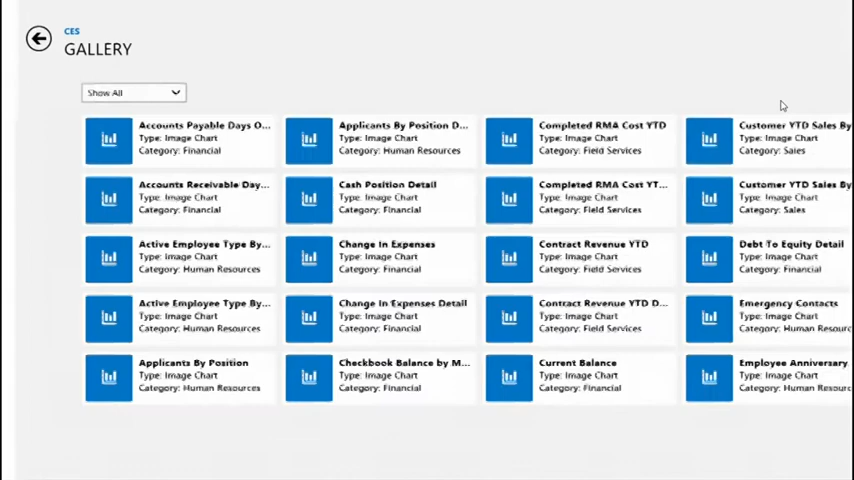 CES
GALLERY
Show All
Accounts Payable Days O...
Type: Image Chart
Category: Financial
Accounts Receivable Day...
Type: Image Chart
Category: Financial
Active Employee Type By...
Type: Image Chart
Category: Human Resources
Active Employee Type By...
Type: Image Chart
Category: Human Resources
Applicants By Position
Type: Image Chart
Category: Human Resources
Applicants By Position D...
Type: Image Chart
Category: Human Resources
Cash Position Detail
Type: Image Chart
Category: Financial
Change In Expenses
Type: Image Chart
Category: Financial
Change In Expenses Detail
Type: Image Chart
Category: Financial
Checkbook Balance by M...
Type: Image Chart
Category: Financial
Completed RMA Cost YTD
Type: Image Chart
Category: Field Services
Completed RMA Cost YT...
Type: Image Chart
Category: Field Services
Contract Revenue YTD
Type: Image Chart
Category: Field Services
Contract Revenue YTD D...
Type: Image Chart
Category: Field Services
Current Balance
Type: Image Chart
Category: Financial
Customer YTD Sales By
Type: Image Chart
Category: Sales
Customer YTD Sales By
Type: Image Chart
Category: Sales
Debt To Equity Detail
Type: Image Chart
Category: Financial
Emergency Contacts
Type: Image Chart
Category: Human Resourc
Employee Anniversary
Type: Image Chart
Category: Human Resourc